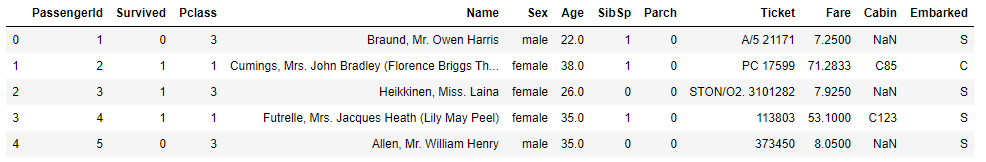 PassengerId Survived Pclass Name Sex Age SibSp Parch Ticket Fare Cabin Embarked
0 1 0 3 Braund, Mr. Owen Harris male 22.0 1 0 A/5 21171 7.2500 NaN S
1 2 1 1 Cumings, Mrs. John Bradley (Florence Briggs Th... female 38.0 1 0 PC 17599 71.2833 C85 C
2 3 1 3 Heikkinen, Miss. Laina female 26.0 0 0 STON/O2. 3101282 7.9250 NaN S
3 4 1 1 Futrelle, Mrs. Jacques Heath (Lily May Peel) female 35.0 1 0 113803 53.1000 C123 S
4 5 0 3 Allen, Mr. William Henry male 35.0 0 0 373450 8.0500 NaN S